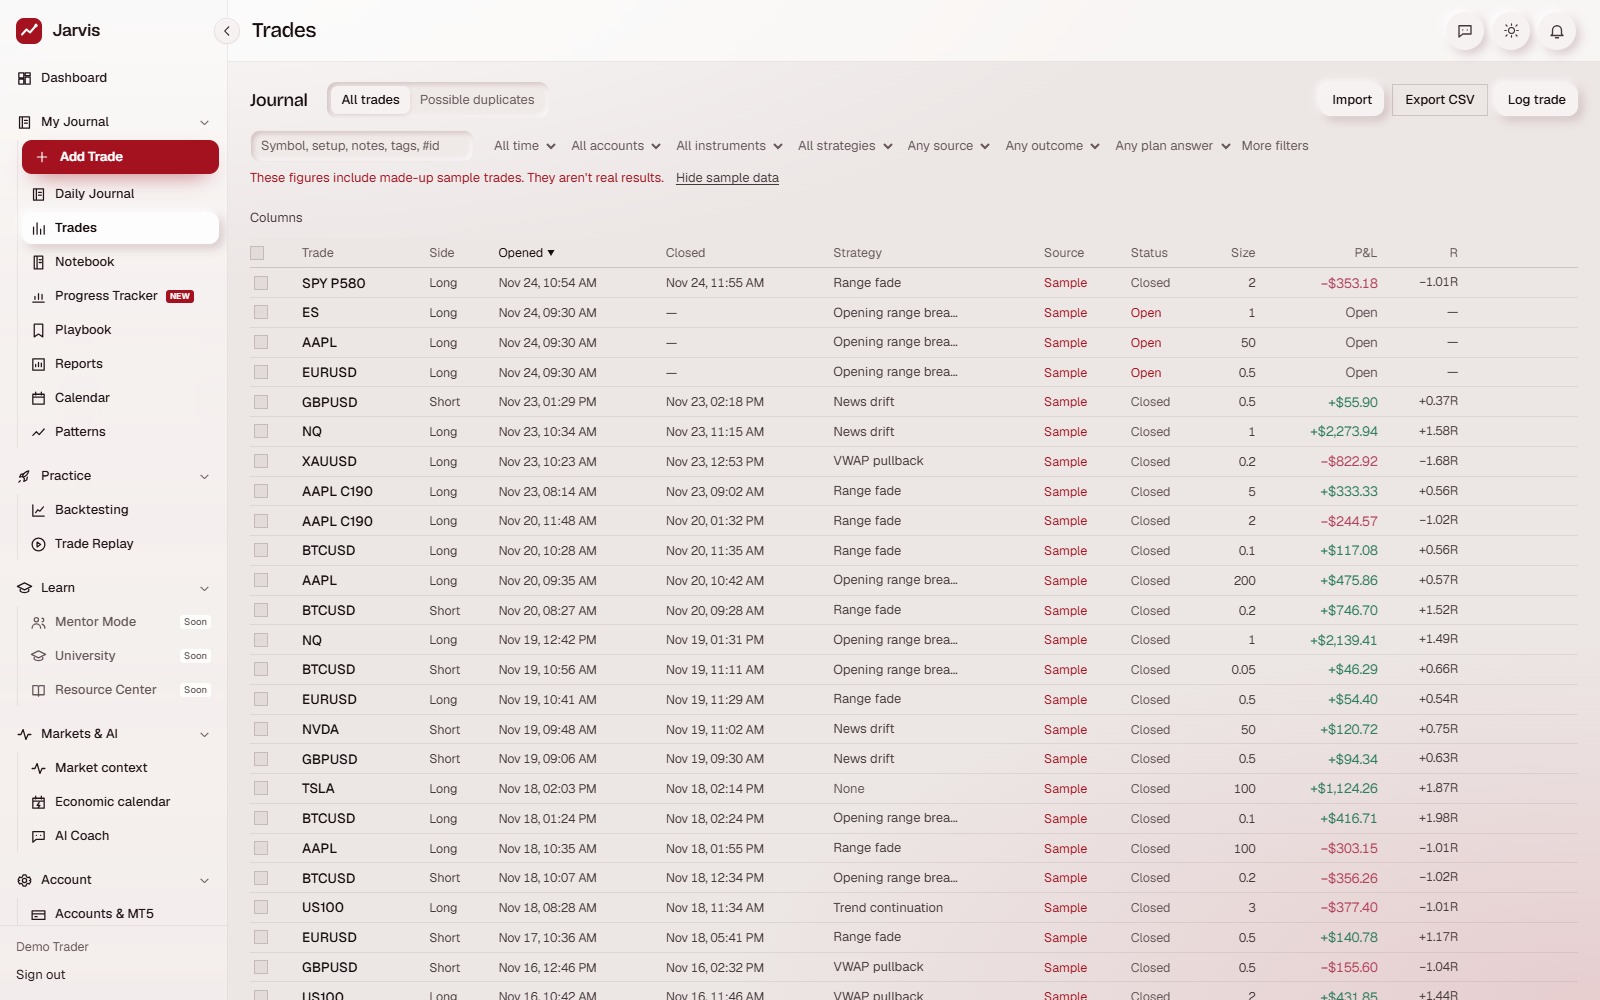 Jarvis
Trades
Dashboard
My Journal
Add Trade
Daily Journal
Trades
Notebook
Progress Tracker NEW
Playbook
Reports
Calendar
Patterns
Practice
Backtesting
Trade Replay
Learn
Mentor Mode Soon
University Soon
Resource Center Soon
Markets & AI
Market context
Economic calendar
AI Coach
Account
Accounts & MT5
Demo Trader
Sign out
Journal All trades Possible duplicates Import Export CSV Log trade
Symbol, setup, notes, tags, #id All time All accounts All instruments All strategies Any source Any outcome Any plan answer More filters
These figures include made-up sample trades. They aren't real results. Hide sample data
Columns
Trade Side Opened ▼ Closed Strategy Source Status Size P&L R
SPY P580 Long Nov 24, 10:54 AM Nov 24, 11:55 AM Range fade Sample Closed 2 −$353.18 −1.01R
ES Long Nov 24, 09:30 AM — Opening range brea… Sample Open 1 Open —
AAPL Long Nov 24, 09:30 AM — Opening range brea… Sample Open 50 Open —
EURUSD Long Nov 24, 09:30 AM — Opening range brea… Sample Open 0.5 Open —
GBPUSD Short Nov 23, 01:29 PM Nov 23, 02:18 PM News drift Sample Closed 0.5 +$55.90 +0.37R
NQ Long Nov 23, 10:34 AM Nov 23, 11:15 AM News drift Sample Closed 1 +$2,273.94 +1.58R
XAUUSD Long Nov 23, 10:23 AM Nov 23, 12:53 PM VWAP pullback Sample Closed 0.2 −$822.92 −1.68R
AAPL C190 Long Nov 23, 08:14 AM Nov 23, 09:02 AM Range fade Sample Closed 5 +$333.33 +0.56R
AAPL C190 Long Nov 20, 11:48 AM Nov 20, 01:32 PM Range fade Sample Closed 2 −$244.57 −1.02R
BTCUSD Long Nov 20, 10:28 AM Nov 20, 11:35 AM Range fade Sample Closed 0.1 +$117.08 +0.56R
AAPL Long Nov 20, 09:35 AM Nov 20, 10:42 AM Opening range brea… Sample Closed 200 +$475.86 +0.57R
BTCUSD Short Nov 20, 08:27 AM Nov 20, 09:28 AM Range fade Sample Closed 0.2 +$746.70 +1.52R
NQ Long Nov 19, 12:42 PM Nov 19, 01:31 PM Opening range brea… Sample Closed 1 +$2,139.41 +1.49R
BTCUSD Short Nov 19, 10:56 AM Nov 19, 11:11 AM Opening range brea… Sample Closed 0.05 +$46.29 +0.66R
EURUSD Long Nov 19, 10:41 AM Nov 19, 11:29 AM Range fade Sample Closed 0.5 +$54.40 +0.54R
NVDA Short Nov 19, 09:48 AM Nov 19, 11:02 AM News drift Sample Closed 50 +$120.72 +0.75R
GBPUSD Short Nov 19, 09:06 AM Nov 19, 09:30 AM News drift Sample Closed 0.5 +$94.34 +0.63R
TSLA Long Nov 18, 02:03 PM Nov 18, 02:14 PM None Sample Closed 100 +$1,124.26 +1.87R
BTCUSD Long Nov 18, 01:24 PM Nov 18, 02:24 PM Opening range brea… Sample Closed 0.1 +$416.71 +1.98R
AAPL Long Nov 18, 10:35 AM Nov 18, 01:55 PM Range fade Sample Closed 100 −$303.15 −1.01R
BTCUSD Short Nov 18, 10:07 AM Nov 18, 12:34 PM Opening range brea… Sample Closed 0.2 −$356.26 −1.02R
US100 Long Nov 18, 08:28 AM Nov 18, 11:34 AM Trend continuation Sample Closed 3 −$377.40 −1.01R
EURUSD Short Nov 17, 10:36 AM Nov 18, 05:41 PM Range fade Sample Closed 0.5 +$140.78 +1.17R
GBPUSD Short Nov 16, 12:46 PM Nov 16, 02:32 PM VWAP pullback Sample Closed 0.5 −$155.60 −1.04R
US100 Long Nov 16, 10:42 AM Nov 16, 11:46 AM VWAP pullback Sample Closed 2 +$431.85 +1.44R